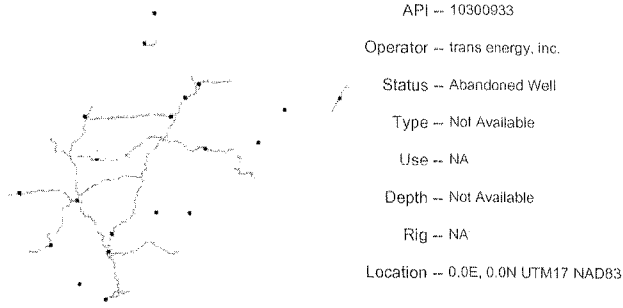 API -- 10300933
Operator -- trans energy, inc.
Status -- Abandoned Well
Type -- Not Available
Use -- NA
Depth -- Not Available
Rig -- NA
Location -- 0.0E, 0.0N UTM17 NAD83